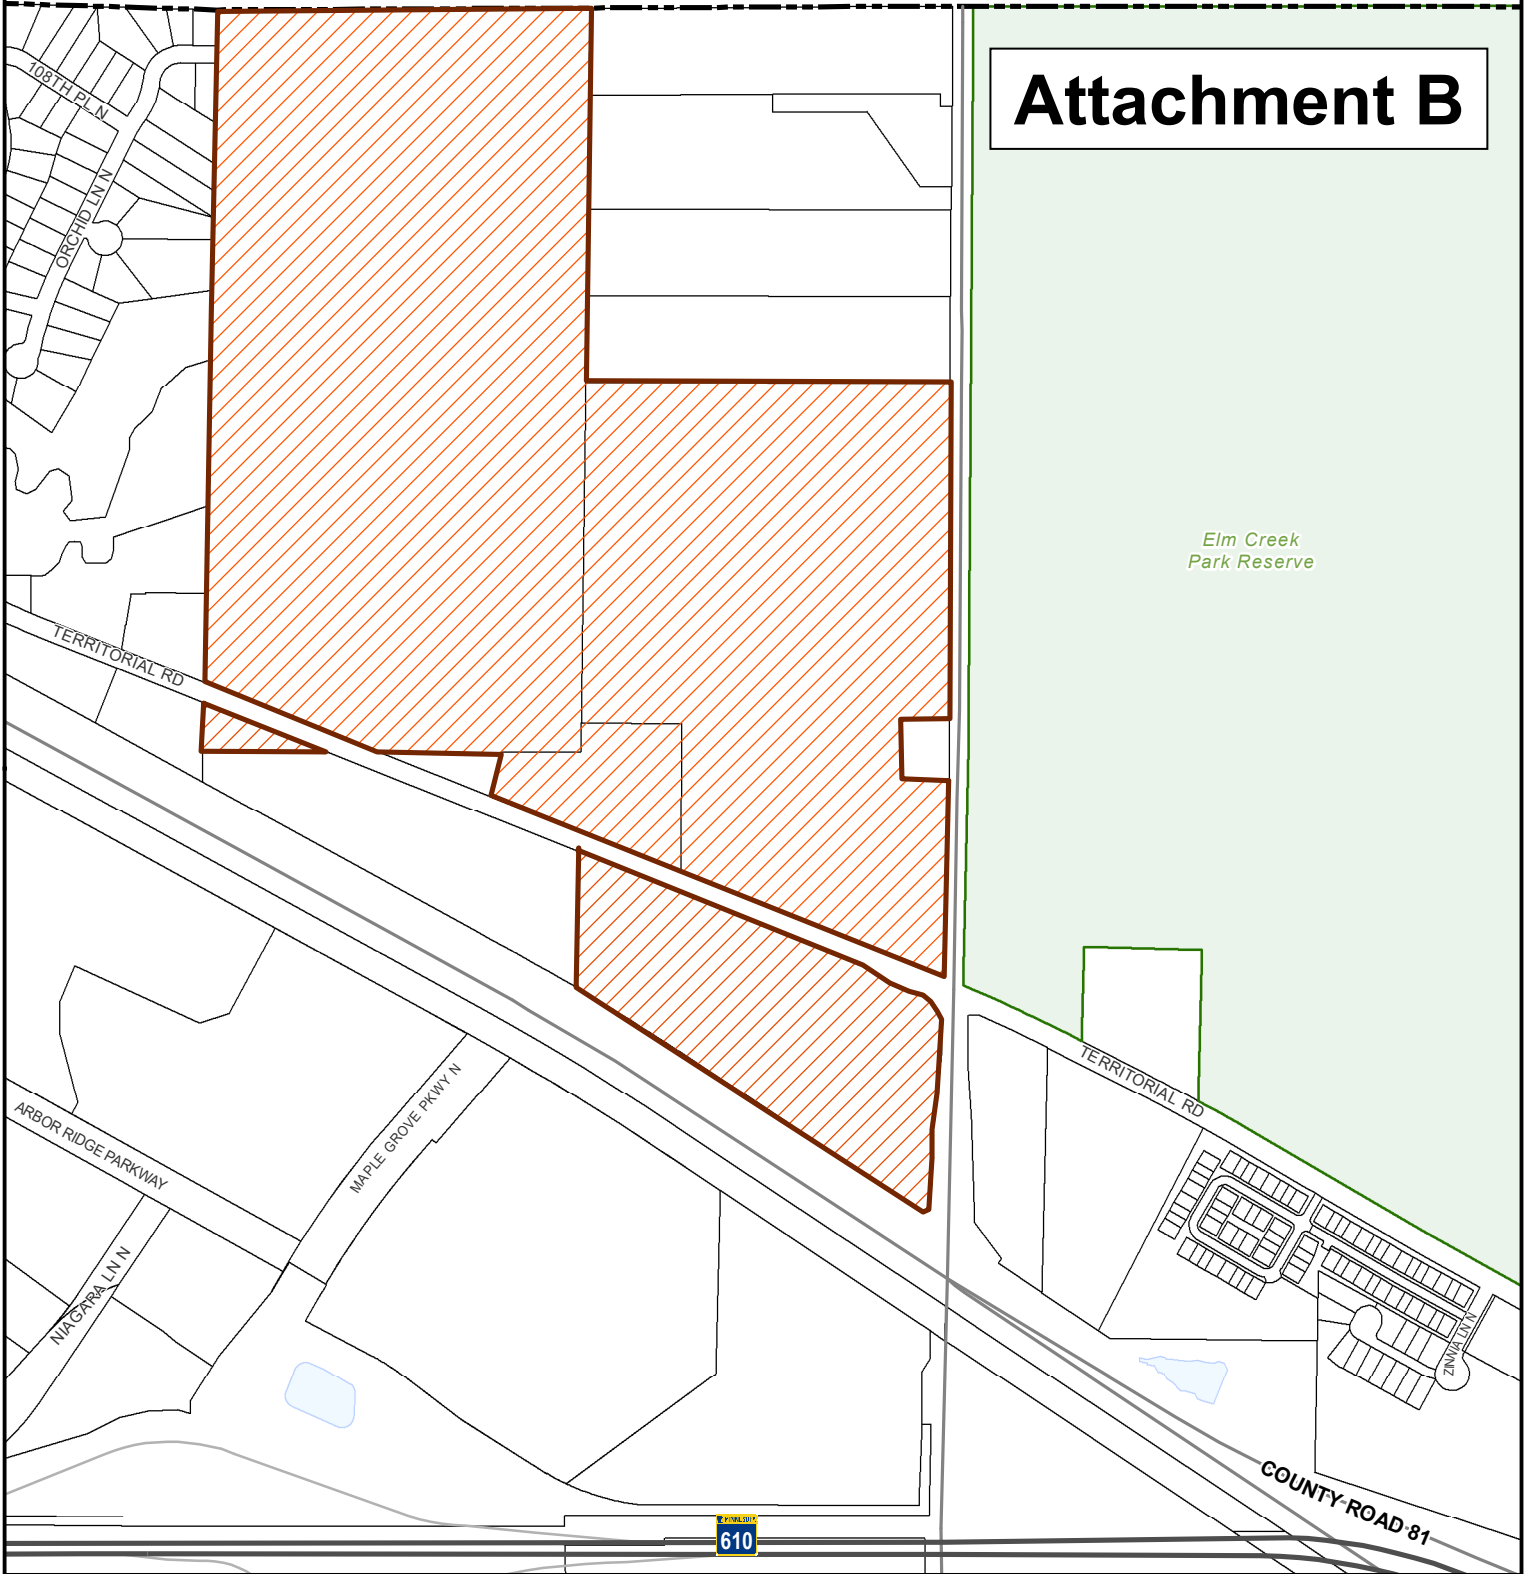 Attachment B
108TH PL N
ORCHID LN N
Elm Creek
Park Reserve
TERRITORIAL RD
TERRITORIAL RD
MAPLE GROVE PKWY N
ARBOR RIDGE PARKWAY
NIAGARA LN N
ZINNIA LN N
COUNTY ROAD 81
MINNESOTA
610